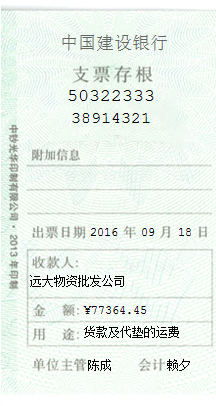 中国建设银行
支票存根
50322333
38914321
附加信息
出票日期 2016 年 09 月 18 日
收款人：
远大物资批发公司
金 额: ¥77364.45
用 途: 货款及代垫的运费
单位主管 陈成 会计 赖夕
中钞光华印制有限公司·2013年印制